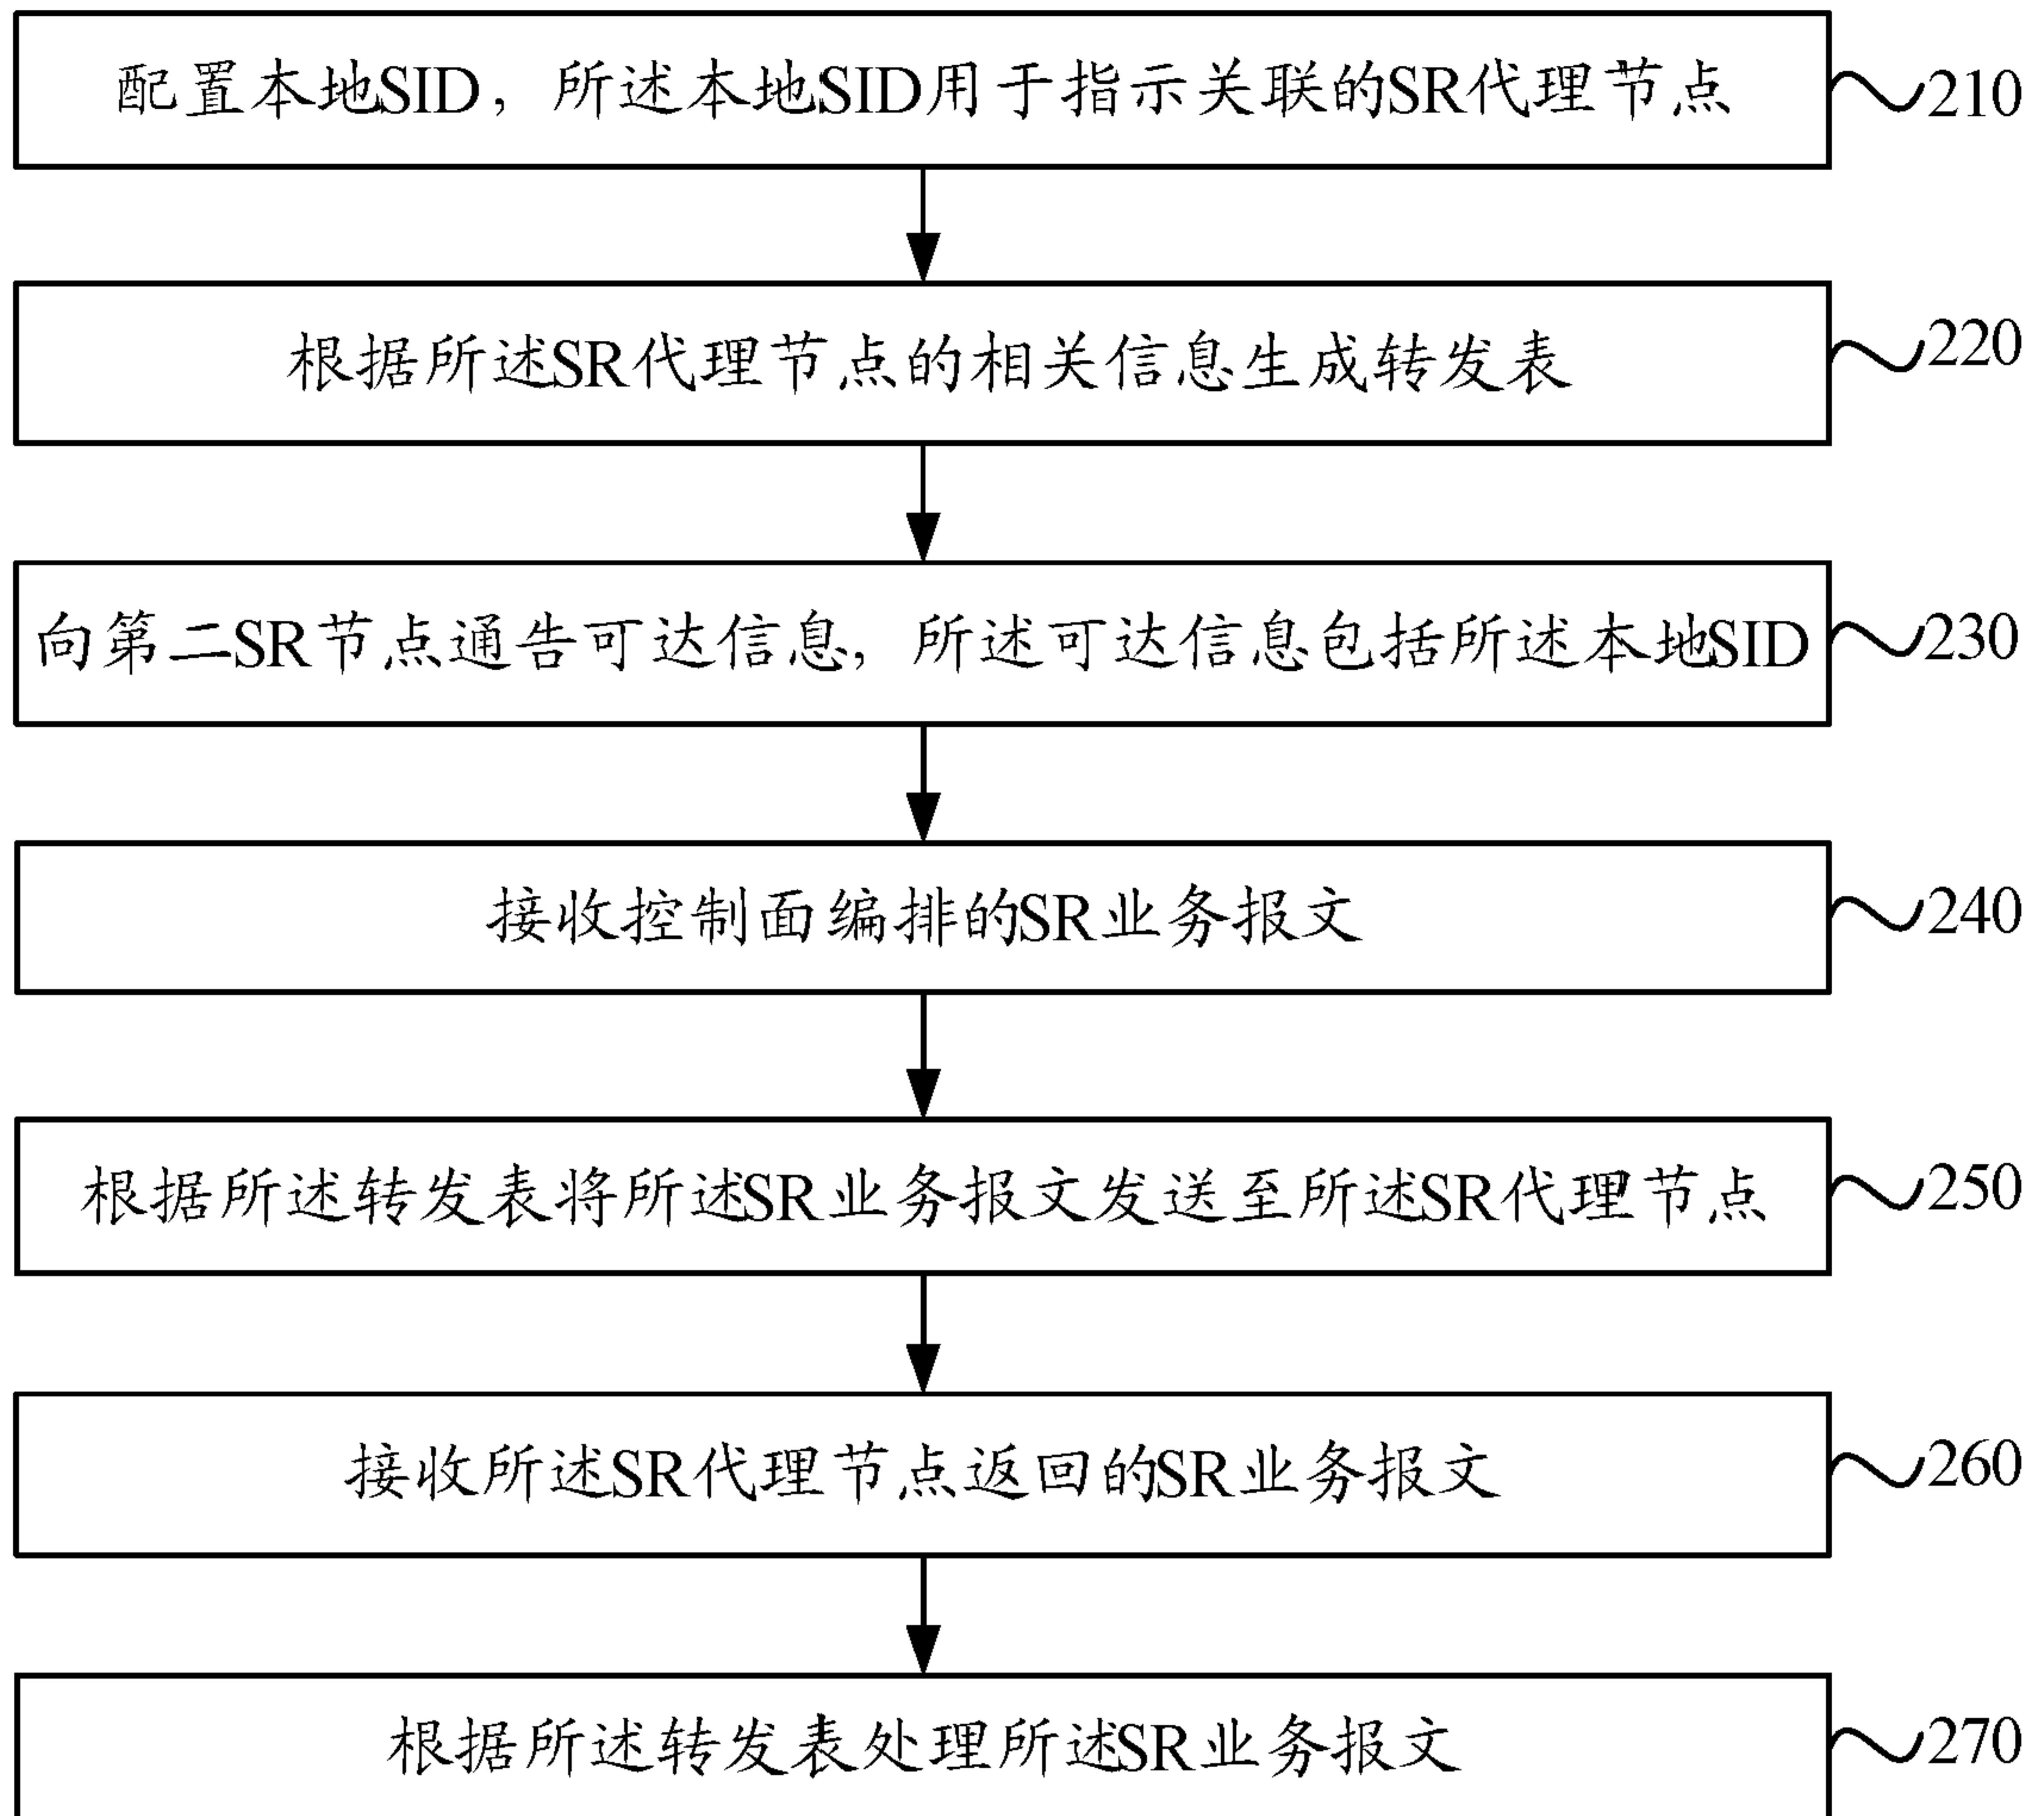 配置本地SID，所述本地SID用于指示关联的SR代理节点
210
根据所述SR代理节点的相关信息生成转发表
220
向第二SR节点通告可达信息，所述可达信息包括所述本地SID
230
接收控制面编排的SR业务报文
240
根据所述转发表将所述SR业务报文发送至所述SR代理节点
250
接收所述SR代理节点返回的SR业务报文
260
根据所述转发表处理所述SR业务报文
270